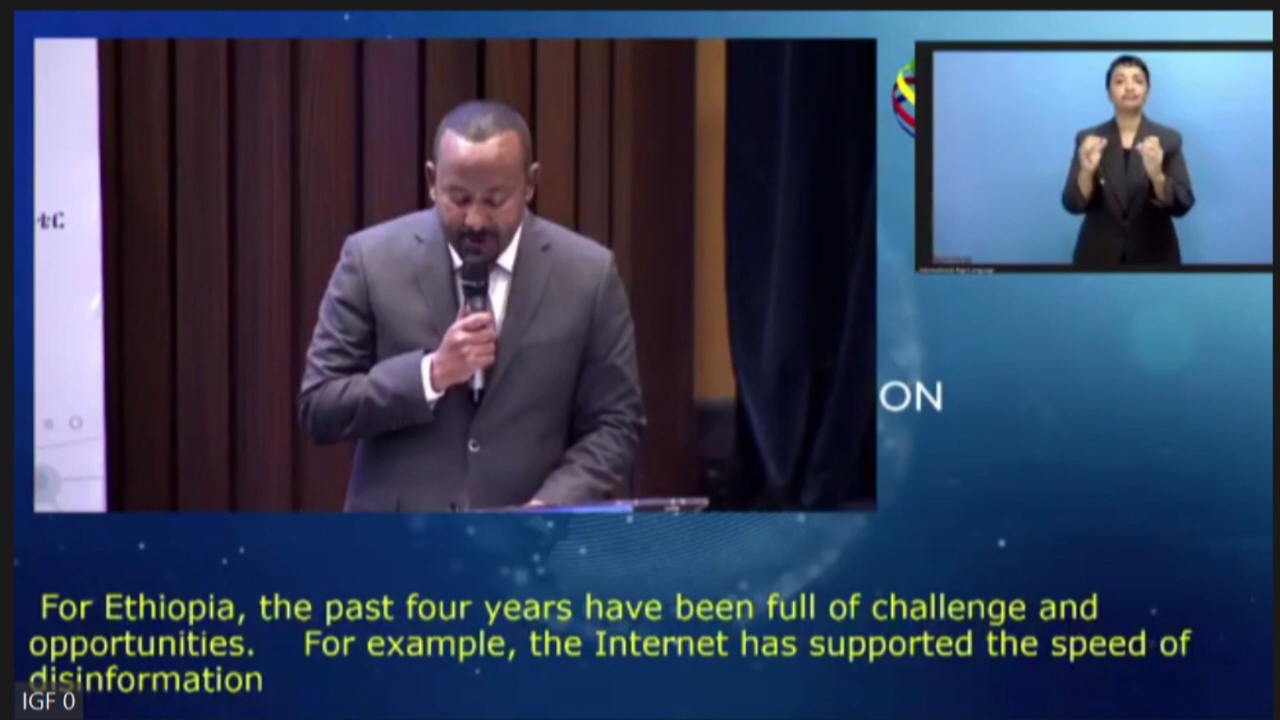 ቱር
ON
For Ethiopia, the past four years have been full of challenge and
opportunities. For example, the Internet has supported the speed of
disinformation
IGF 0